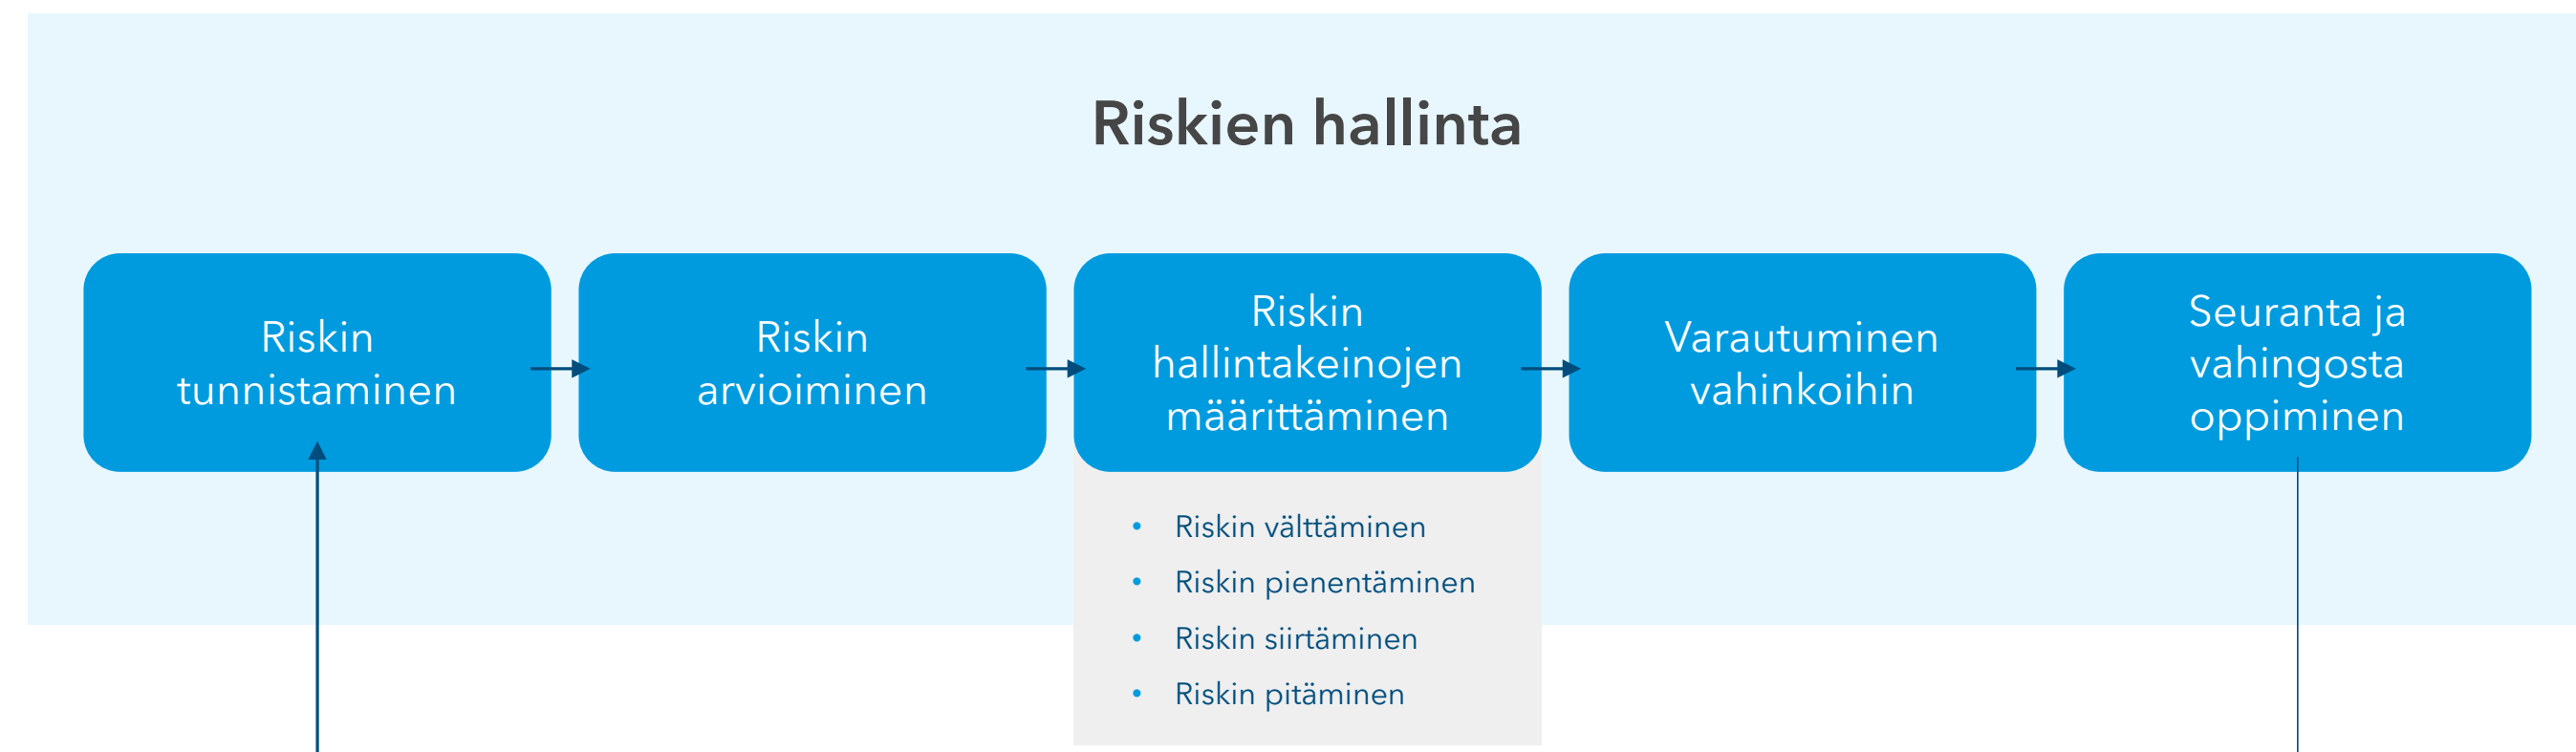 Riskien hallinta
Riskin
tunnistaminen
Riskin
arvioiminen
Riskin
hallintakeinojen
määrittäminen
Varautuminen
vahinkoihin
Seuranta ja
vahingosta
oppiminen
• Riskin välttäminen
• Riskin pienentäminen
• Riskin siirtäminen
• Riskin pitäminen